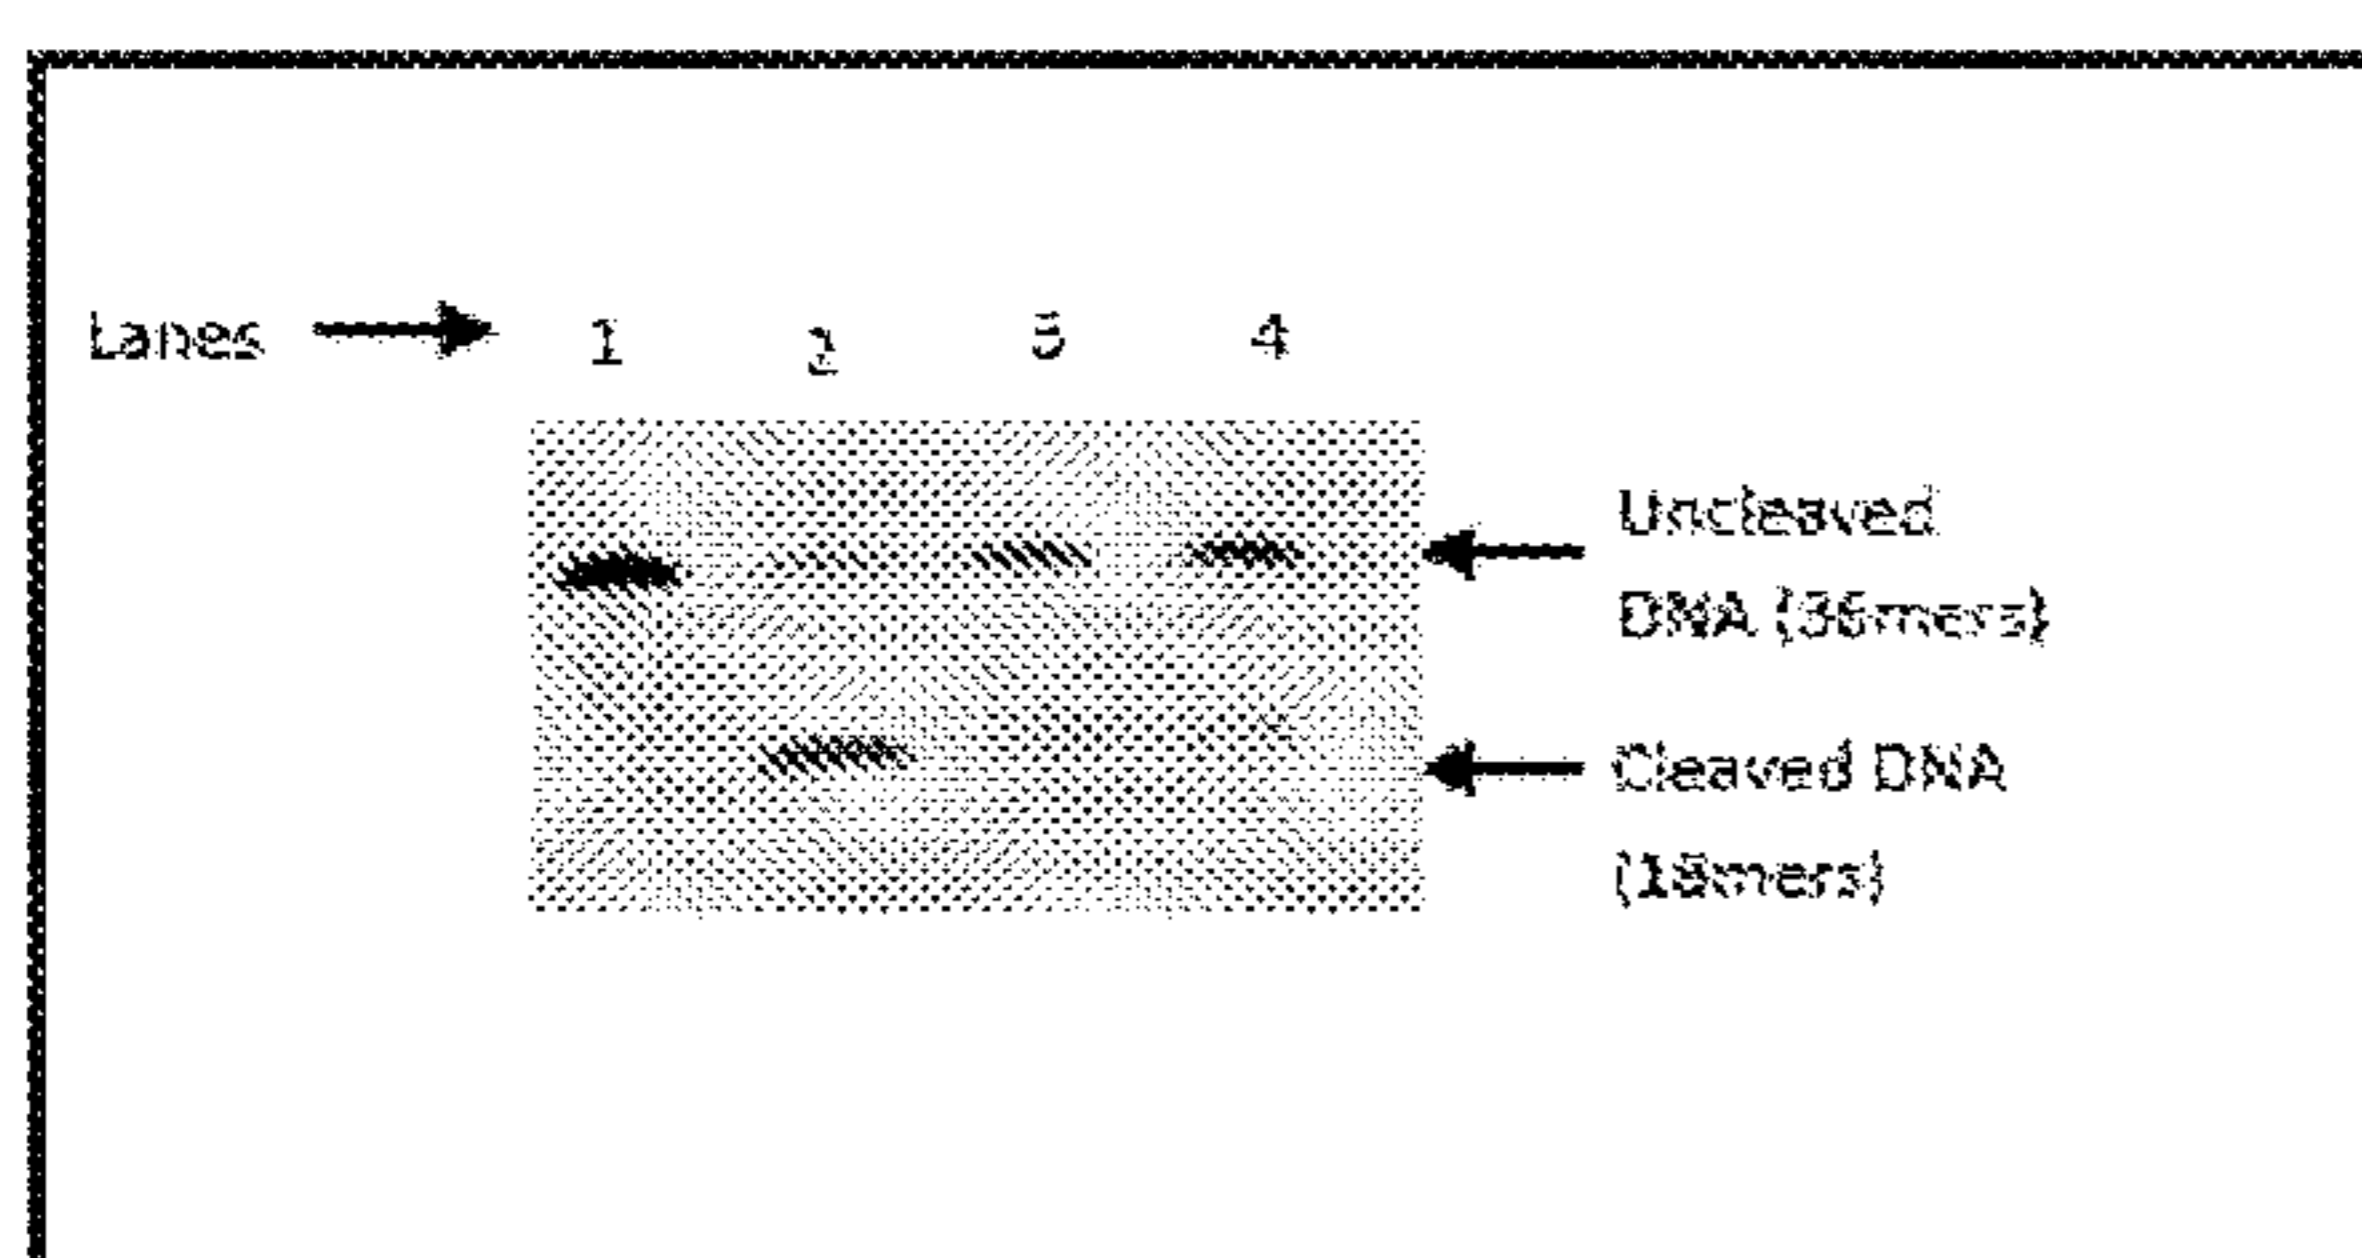 Lanes 1 2 3 4
Uncleaved
DNA (36mers)
Cleaved DNA
(18mers)